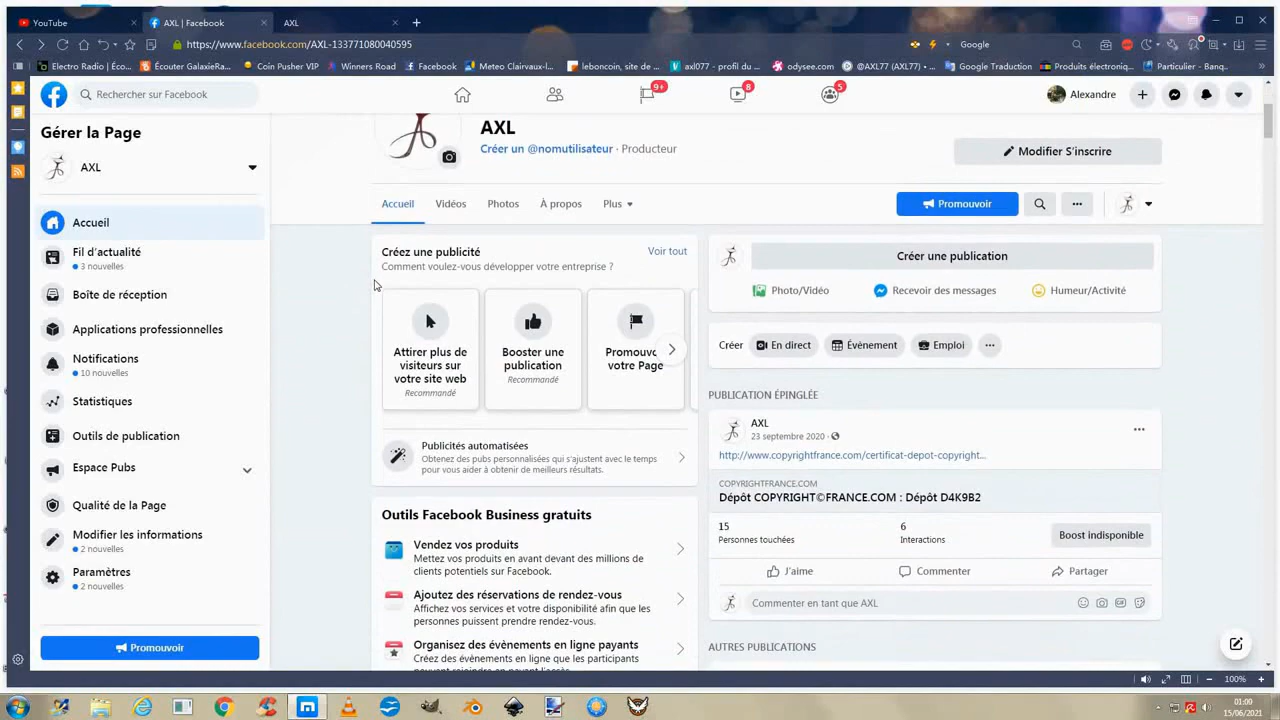 YouTube
AXL | Facebook
AXL
https://www.facebook.com/AXL-133771080040595
Google
Electro Radio | Éco...
Écouter GalaxieRa...
Coin Pusher VIP
Winners Road
Facebook
Meteo Clairvaux-l...
leboncoin, site de ...
axl077 - profil du ...
odysee.com
@AXL77 (AXL77) •...
Google Traduction
Produits électroniq...
Particulier - Banq...
Rechercher sur Facebook
9+
8
5
Alexandre
Gérer la Page
AXL
Accueil
Fil d'actualité
3 nouvelles
Boîte de réception
Applications professionnelles
Notifications
10 nouvelles
Statistiques
Outils de publication
Espace Pubs
Qualité de la Page
Modifier les informations
2 nouvelles
Paramètres
2 nouvelles
Promouvoir
AXL
Créer un @nomutilisateur · Producteur
Modifier S'inscrire
Accueil
Vidéos
Photos
À propos
Plus
Promouvoir
Créez une publicité
Voir tout
Comment voulez-vous développer votre entreprise ?
Attirer plus de
visiteurs sur
votre site web
Recommandé
Booster une
publication
Recommandé
Promouvo
votre Page
Publicités automatisées
Obtenez des pubs personnalisées qui s'ajustent avec le temps
pour vous aider à obtenir de meilleurs résultats.
Outils Facebook Business gratuits
Vendez vos produits
Mettez vos produits en avant devant des millions de
clients potentiels sur Facebook.
Ajoutez des réservations de rendez-vous
Affichez vos services et votre disponibilité afin que les
personnes puissent prendre rendez-vous.
Organisez des évènements en ligne payants
Créez des évènements en ligne que les participants
Créer une publication
Photo/Vidéo
Recevoir des messages
Humeur/Activité
Créer
En direct
Événement
Emploi
PUBLICATION ÉPINGLÉE
AXL
23 septembre 2020 ·
http://www.copyrightfrance.com/certificat-depot-copyright...
COPYRIGHTFRANCE.COM
Dépôt COPYRIGHT©FRANCE.COM : Dépôt D4K9B2
15
Personnes touchées
6
Interactions
Boost indisponible
J'aime
Commenter
Partager
Commenter en tant que AXL
GIF
AUTRES PUBLICATIONS
100%
01:09
15/06/2021